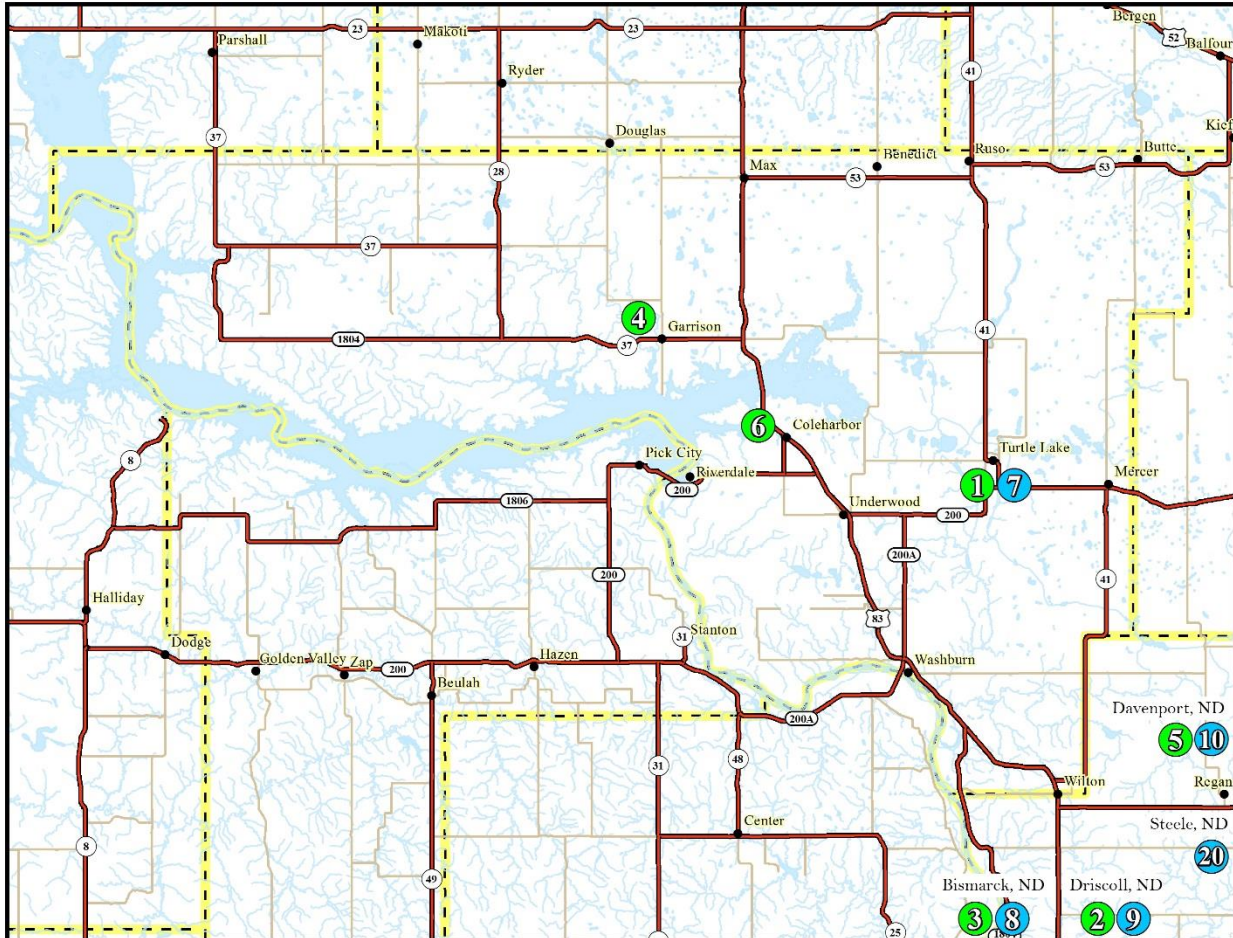 Bergen
23
23
Parshall
Makoti
52
Balfour
41
Ryder
37
Douglas
Kief
28
Benedict
Ruso
Butte
Max
53
53
37
41
4
Garrison
1804
37
6
Coleharbor
8
Pick City
Turtle Lake
Riverdale
1
7
Mercer
200
1806
Underwood
200
200A
200
41
Halliday
83
31
Stanton
Dodge
Golden Valley
Zap
200
Hazen
Washburn
Beulah
Davenport, ND
200A
5
10
31
48
Wilton
Regan
Center
Steele, ND
8
20
49
Bismarck, ND
Driscoll, ND
3
8
2
9
25